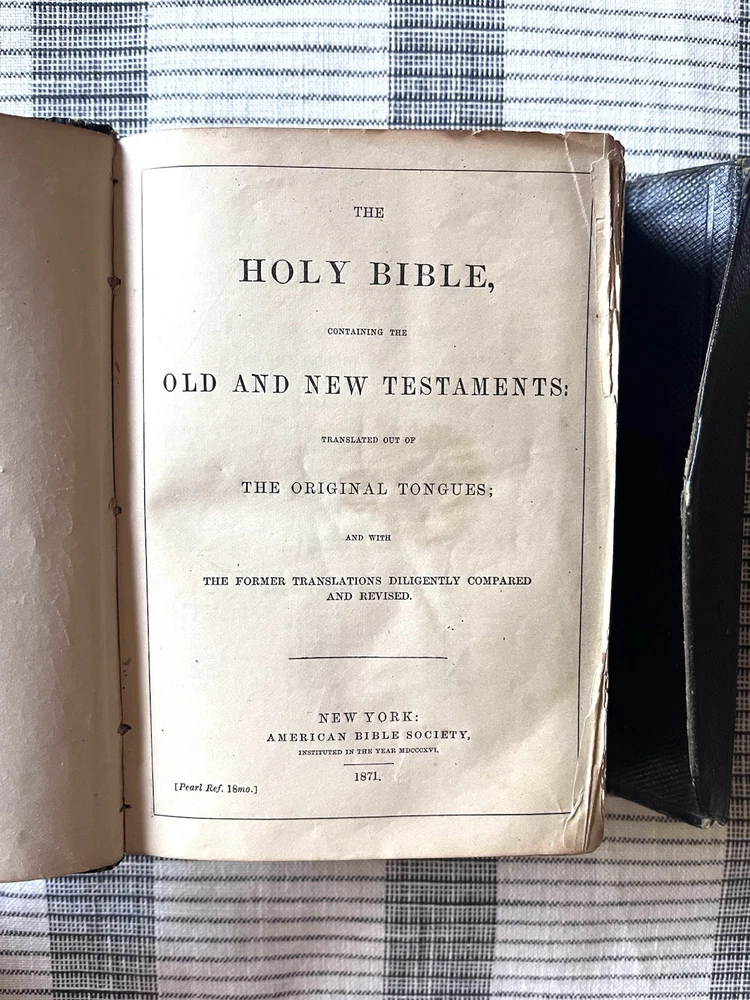 THE
HOLY BIBLE,
CONTAINING THE
OLD AND NEW TESTAMENTS:
TRANSLATED OUT OF
THE ORIGINAL TONGUES;
AND WITH
THE FORMER TRANSLATIONS DILIGENTLY COMPARED
AND REVISED.
NEW YORK:
AMERICAN BIBLE SOCIETY,
INSTITUTED IN THE YEAR MDCCCXVI.
1871.
[Pearl Ref. 18mo.]